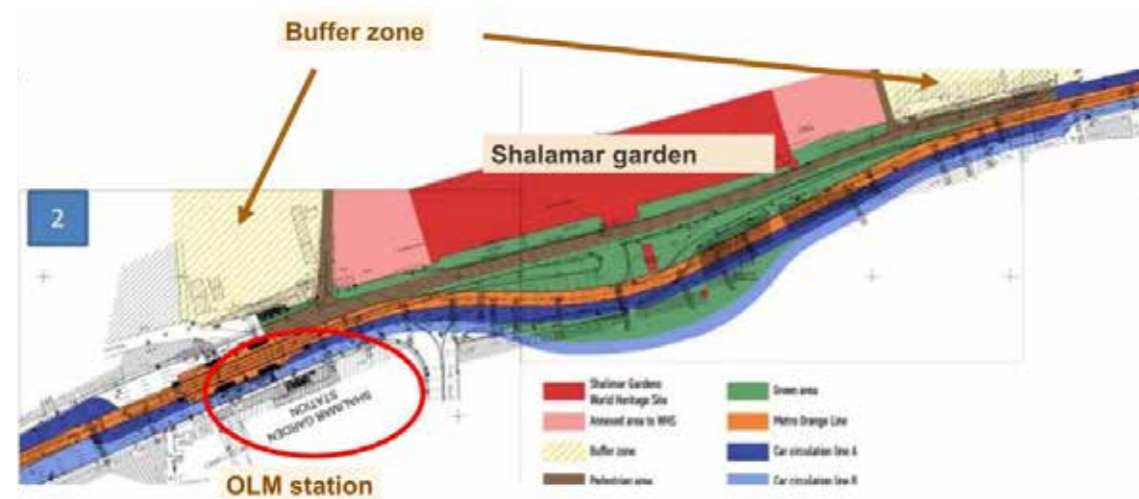 Buffer zone
Shalamar garden
2
SHALIMAR GARDEN
STATION
OLM station
Shalimar Gardens
World Heritage Site
Annexed area to WHS
Buffer zone
Pedestrian area
Green area
Metro Orange Line
Car circulation line A
Car circulation line B